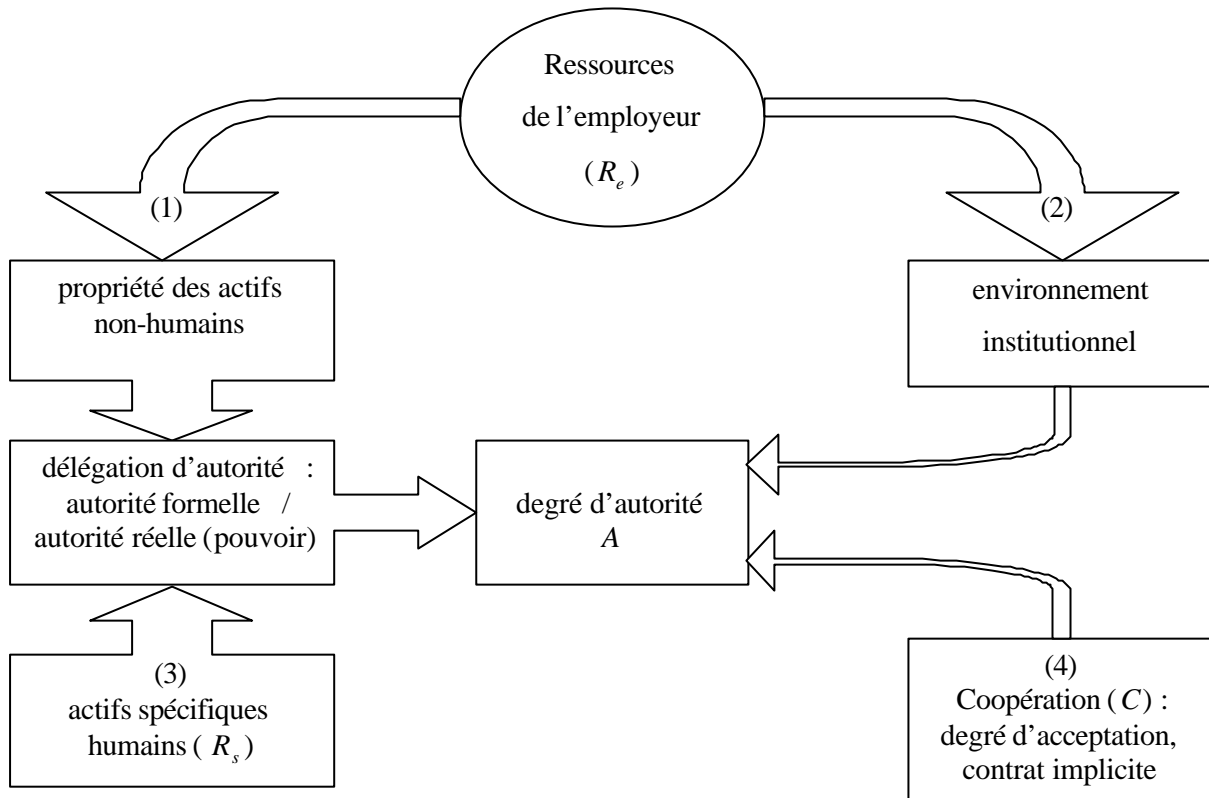 Ressources
de l’employeur
(R_e)
(1)
(2)
propriété des actifs
non-humains
environnement
institutionnel
délégation d’autorité :
autorité formelle /
autorité réelle (pouvoir)
degré d’autorité
A
(3)
actifs spécifiques
humains (R_s)
(4)
Coopération (C) :
degré d’acceptation,
contrat implicite